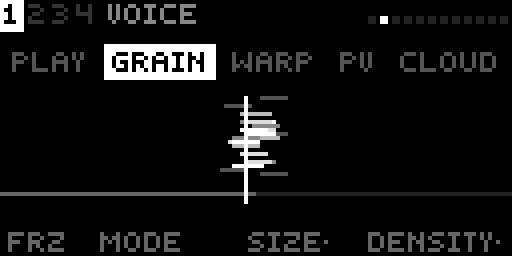 1 2 3 4 VOICE
PLAY GRAIN WARP PV CLOUD
FRZ MODE SIZE· DENSITY·